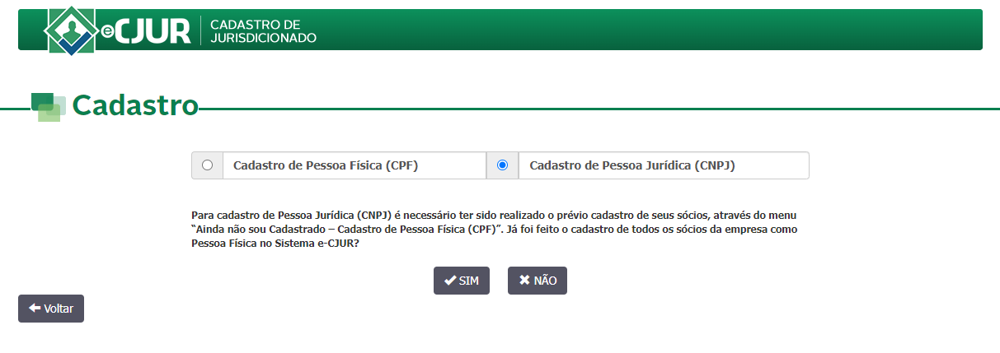 eCJUR
CADASTRO DE
JURISDICIONADO
Cadastro
Cadastro de Pessoa Física (CPF)
Cadastro de Pessoa Jurídica (CNPJ)
Para cadastro de Pessoa Jurídica (CNPJ) é necessário ter sido realizado o prévio cadastro de seus sócios, através do menu
“Ainda não sou Cadastrado – Cadastro de Pessoa Física (CPF)”. Já foi feito o cadastro de todos os sócios da empresa como
Pessoa Física no Sistema e-CJUR?
SIM
NÃO
Voltar